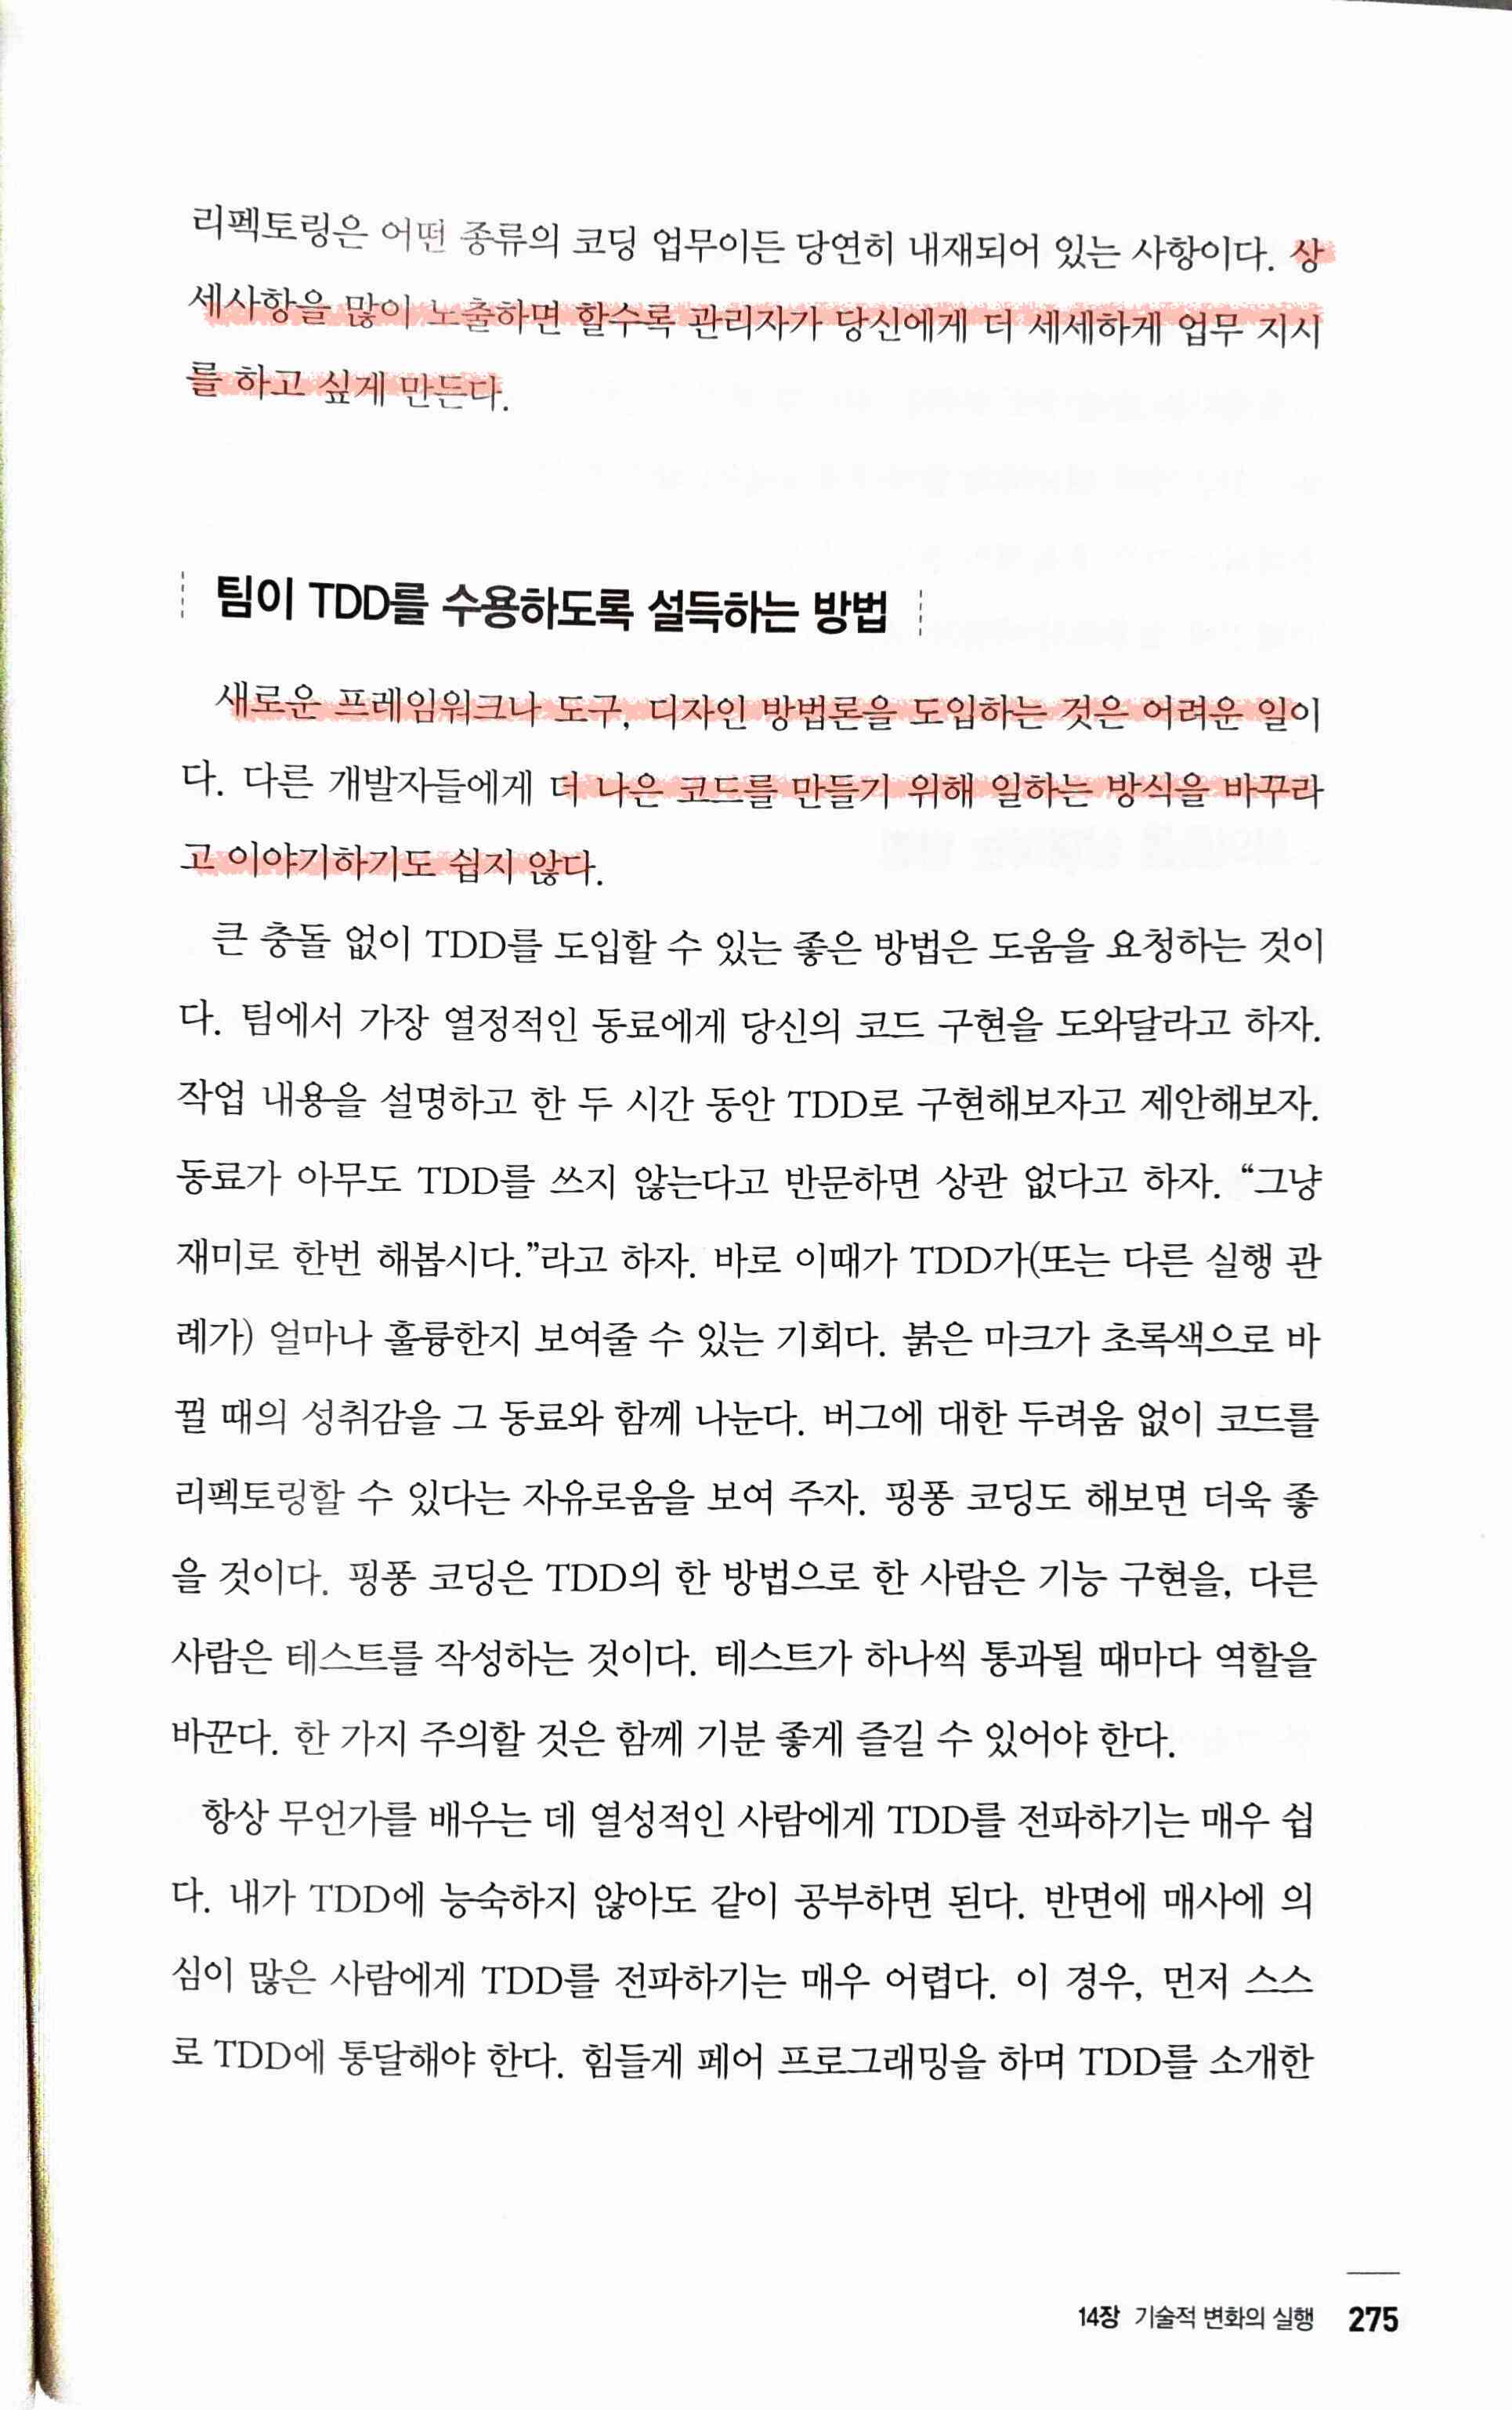 리펙토링은 어떤 종류의 코딩 업무이든 당연히 내재되어 있는 사항이다. 상
세사항을 많이 노출하면 할수록 관리자가 당신에게 더 세세하게 업무 지시
를 하고 싶게 만든다.
팀이 TDD를 수용하도록 설득하는 방법
새로운 프레임워크나 도구, 디자인 방법론을 도입하는 것은 어려운 일이
다. 다른 개발자들에게 더 나은 코드를 만들기 위해 일하는 방식을 바꾸라
고 이야기하기도 쉽지 않다.
큰 충돌 없이 TDD를 도입할 수 있는 좋은 방법은 도움을 요청하는 것이
다. 팀에서 가장 열정적인 동료에게 당신의 코드 구현을 도와달라고 하자.
작업 내용을 설명하고 한 두 시간 동안 TDD로 구현해보자고 제안해보자.
동료가 아무도 TDD를 쓰지 않는다고 반문하면 상관 없다고 하자. “그냥
재미로 한번 해봅시다.”라고 하자. 바로 이때가 TDD가(또는 다른 실행 관
례가) 얼마나 훌륭한지 보여줄 수 있는 기회다. 붉은 마크가 초록색으로 바
뀔 때의 성취감을 그 동료와 함께 나눈다. 버그에 대한 두려움 없이 코드를
리펙토링할 수 있다는 자유로움을 보여 주자. 핑퐁 코딩도 해보면 더욱 좋
을 것이다. 핑퐁 코딩은 TDD의 한 방법으로 한 사람은 기능 구현을, 다른
사람은 테스트를 작성하는 것이다. 테스트가 하나씩 통과될 때마다 역할을
바꾼다. 한 가지 주의할 것은 함께 기분 좋게 즐길 수 있어야 한다.
항상 무언가를 배우는 데 열성적인 사람에게 TDD를 전파하기는 매우 쉽
다. 내가 TDD에 능숙하지 않아도 같이 공부하면 된다. 반면에 매사에 의
심이 많은 사람에게 TDD를 전파하기는 매우 어렵다. 이 경우, 먼저 스스
로 TDD에 통달해야 한다. 힘들게 페어 프로그래밍을 하며 TDD를 소개한
14장 기술적 변화의 실행 275